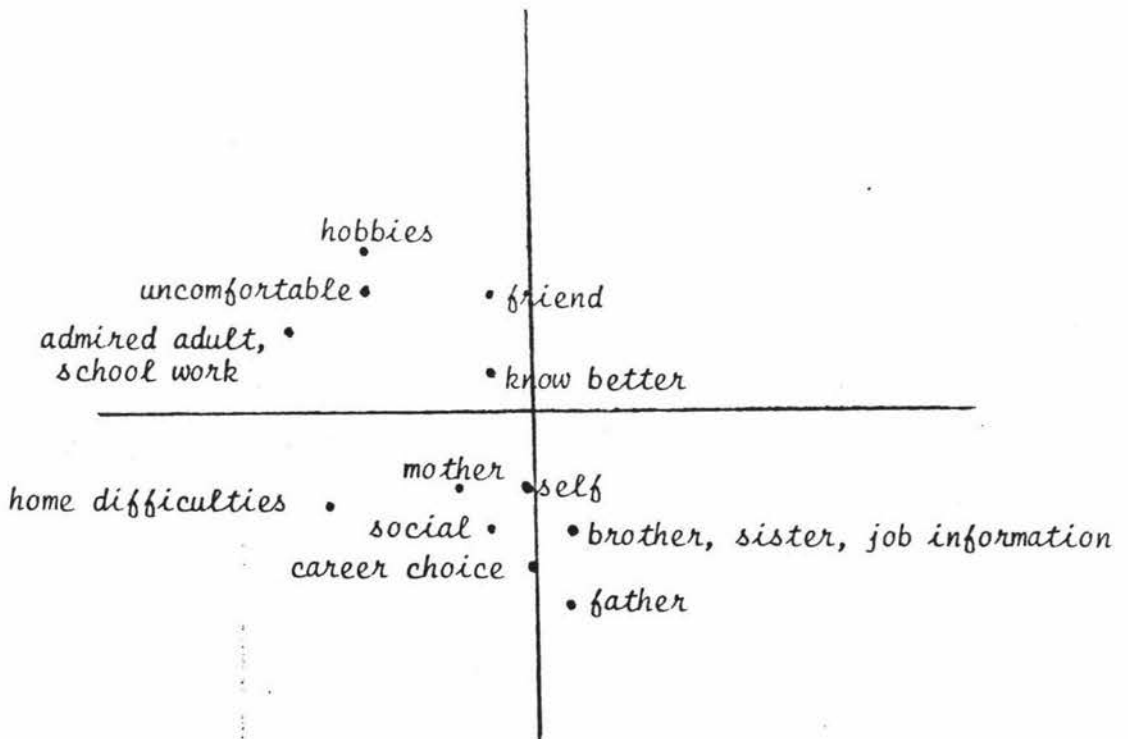 hobbies
uncomfortable
friend
admired adult,
school work
know better
mother
self
home difficulties
social
brother, sister, job information
career choice
father